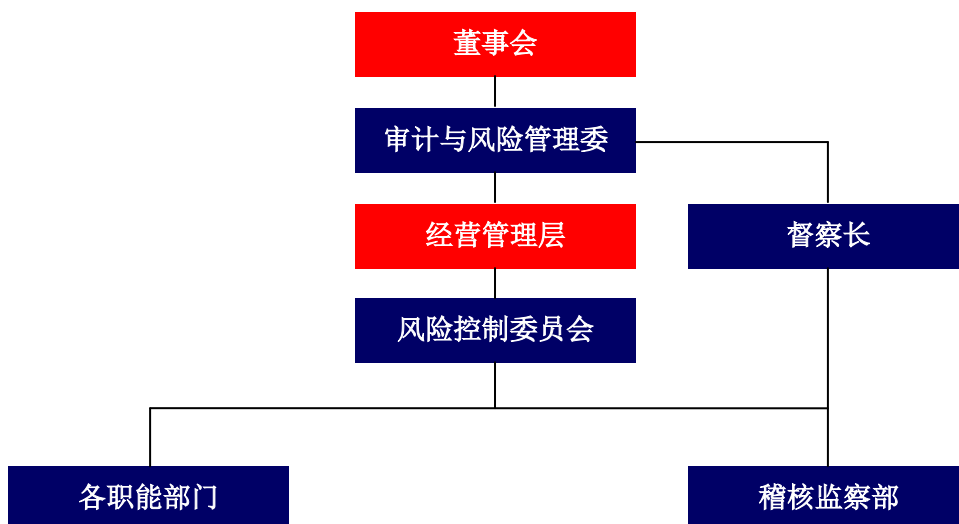 董事会
审计与风险管理委
经营管理层
督察长
风险控制委员会
各职能部门
稽核监察部